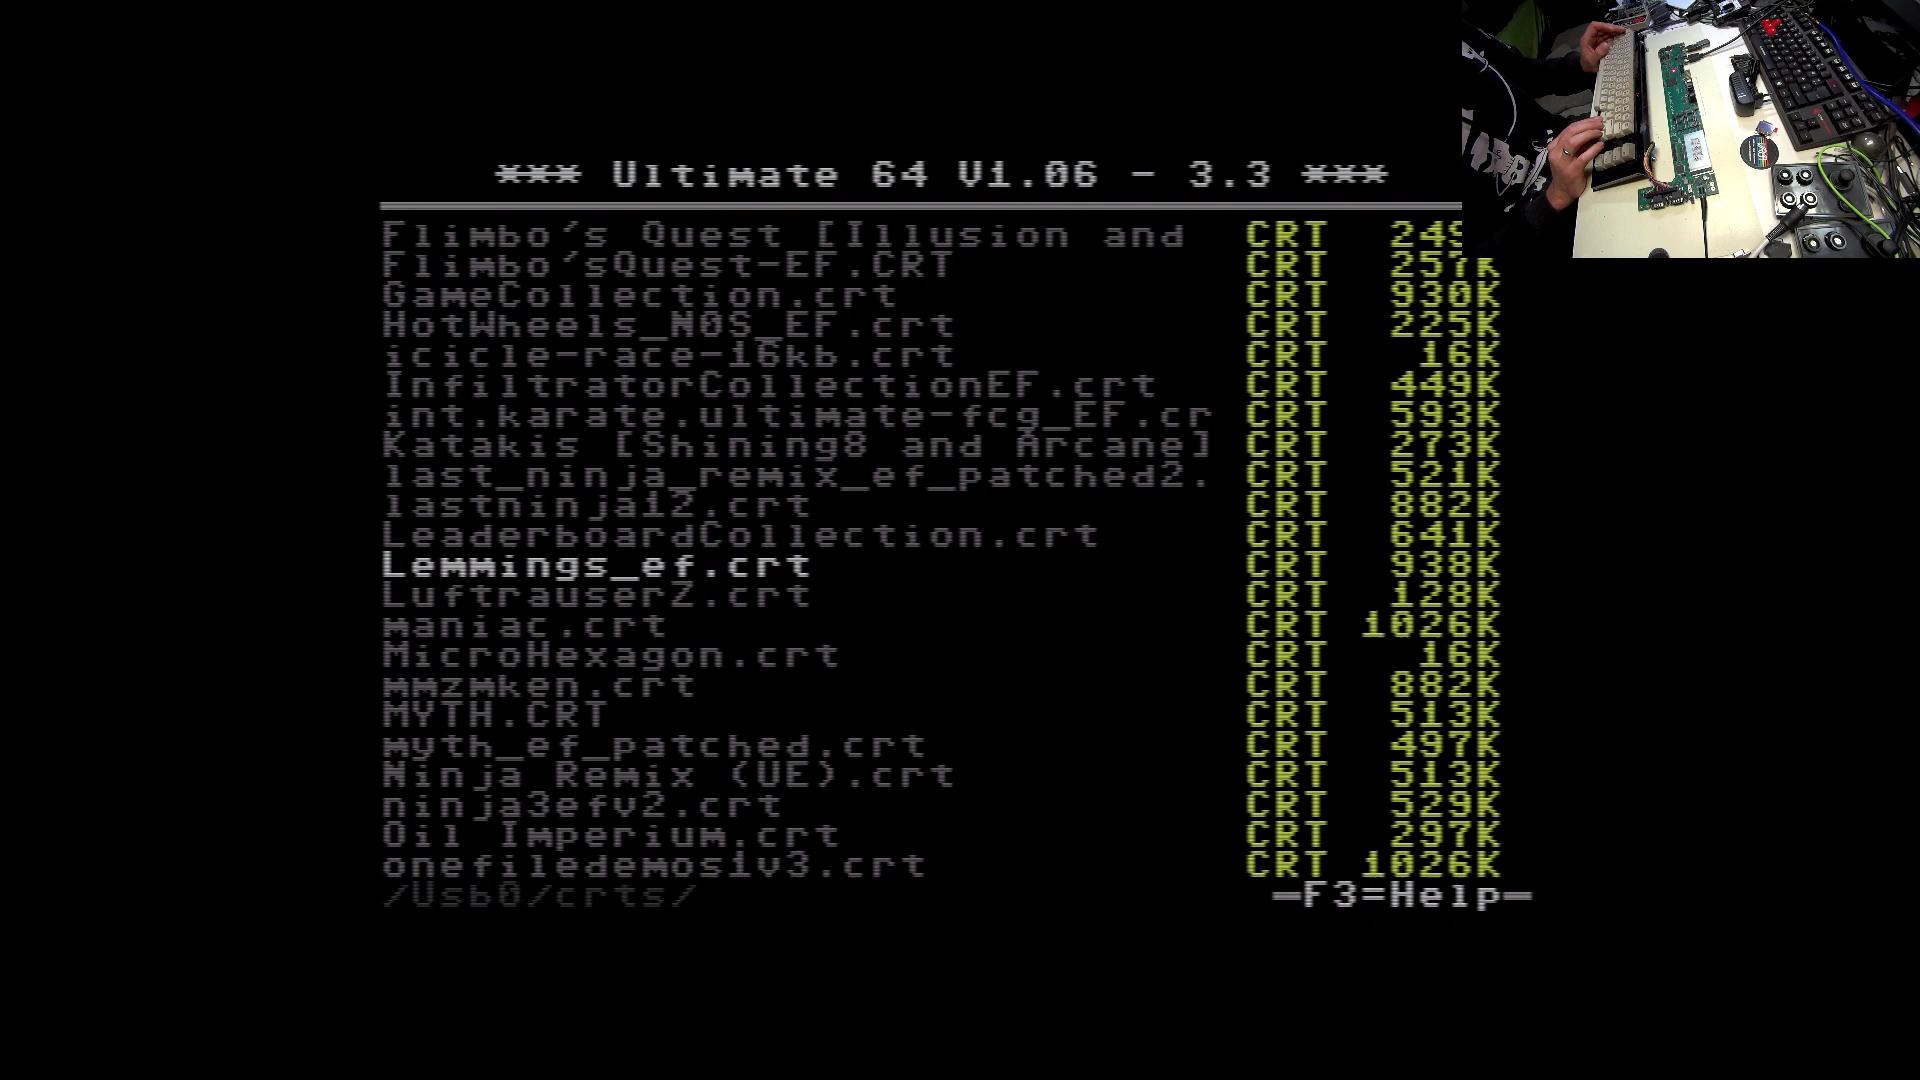 *** Ultimate 64 V1.06 - 3.3 ***
Flimbo's Quest [Illusion and CRT 249
Flimbo'sQuest-EF.CRT CRT 257K
GameCollection.crt CRT 930K
HotWheels_N0S_EF.crt CRT 225K
icicle-race-16kb.crt CRT 16K
InfiltratorCollectionEF.crt CRT 449K
int.karate.ultimate-fcg_EF.cr CRT 593K
Katakis [Shining8 and Arcane] CRT 273K
last_ninja_remix_ef_patched2. CRT 521K
lastninja12.crt CRT 882K
LeaderboardCollection.crt CRT 641K
Lemmings_ef.crt CRT 938K
LuftrauserZ.crt CRT 128K
maniac.crt CRT 1026K
MicroHexagon.crt CRT 16K
mmzmken.crt CRT 882K
MYTH.CRT CRT 513K
myth_ef_patched.crt CRT 497K
Ninja Remix (UE).crt CRT 513K
ninja3efv2.crt CRT 529K
Oil Imperium.crt CRT 297K
onefiledemos1v3.crt CRT 1026K
/Usb0/crts/ -F3=Help-